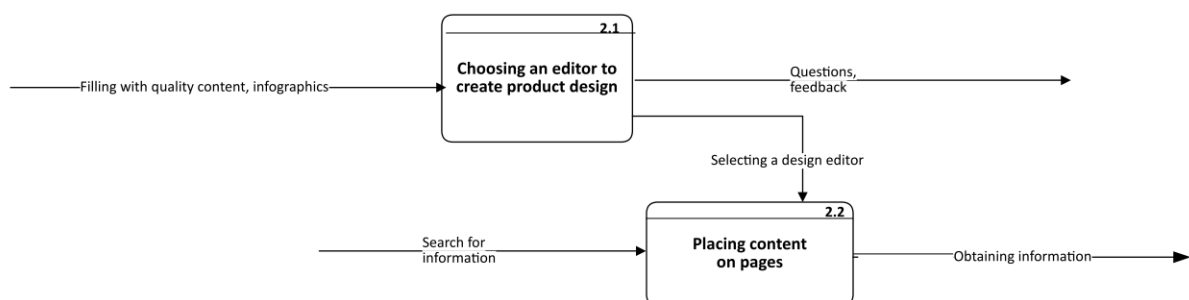 2.1
Choosing an editor to
create product design
Filling with quality content, infographics
Questions,
feedback
Selecting a design editor
2.2
Placing content
on pages
Search for
information
Obtaining information